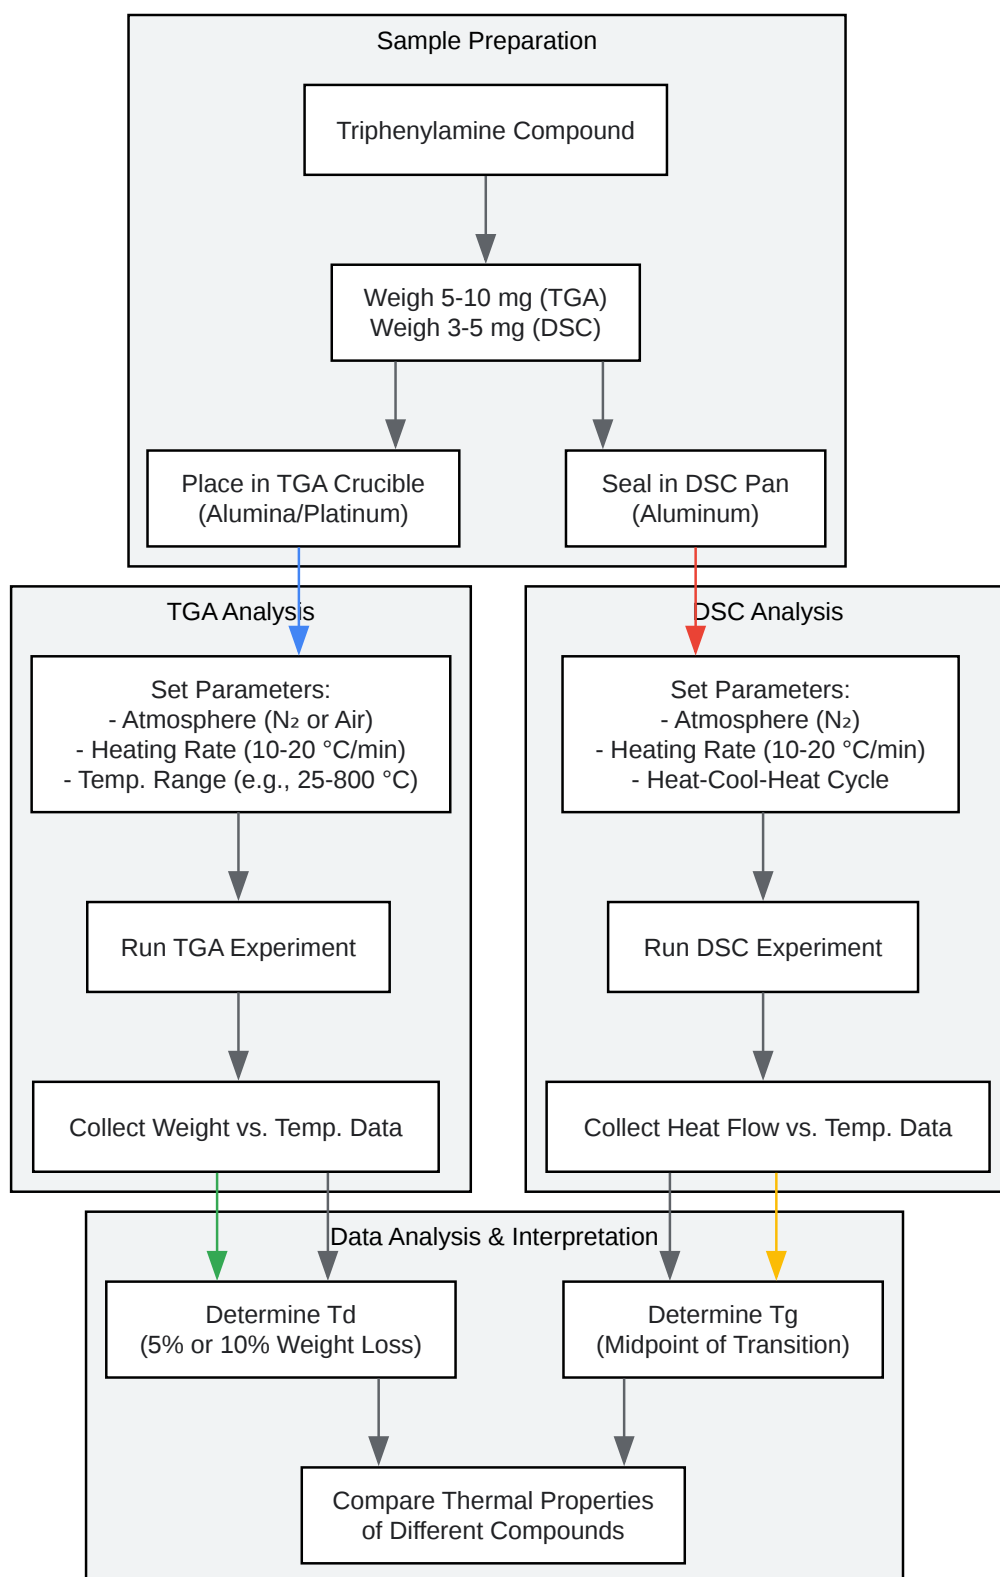 Sample Preparation
Triphenylamine Compound
Weigh 5-10 mg (TGA)
Weigh 3-5 mg (DSC)
Place in TGA Crucible
(Alumina/Platinum)
Seal in DSC Pan
(Aluminum)
TGA Analysis
Set Parameters:
- Atmosphere (N₂ or Air)
- Heating Rate (10-20 °C/min)
- Temp. Range (e.g., 25-800 °C)
Run TGA Experiment
Collect Weight vs. Temp. Data
DSC Analysis
Set Parameters:
- Atmosphere (N₂)
- Heating Rate (10-20 °C/min)
- Heat-Cool-Heat Cycle
Run DSC Experiment
Collect Heat Flow vs. Temp. Data
Data Analysis & Interpretation
Determine Td
(5% or 10% Weight Loss)
Determine Tg
(Midpoint of Transition)
Compare Thermal Properties
of Different Compounds